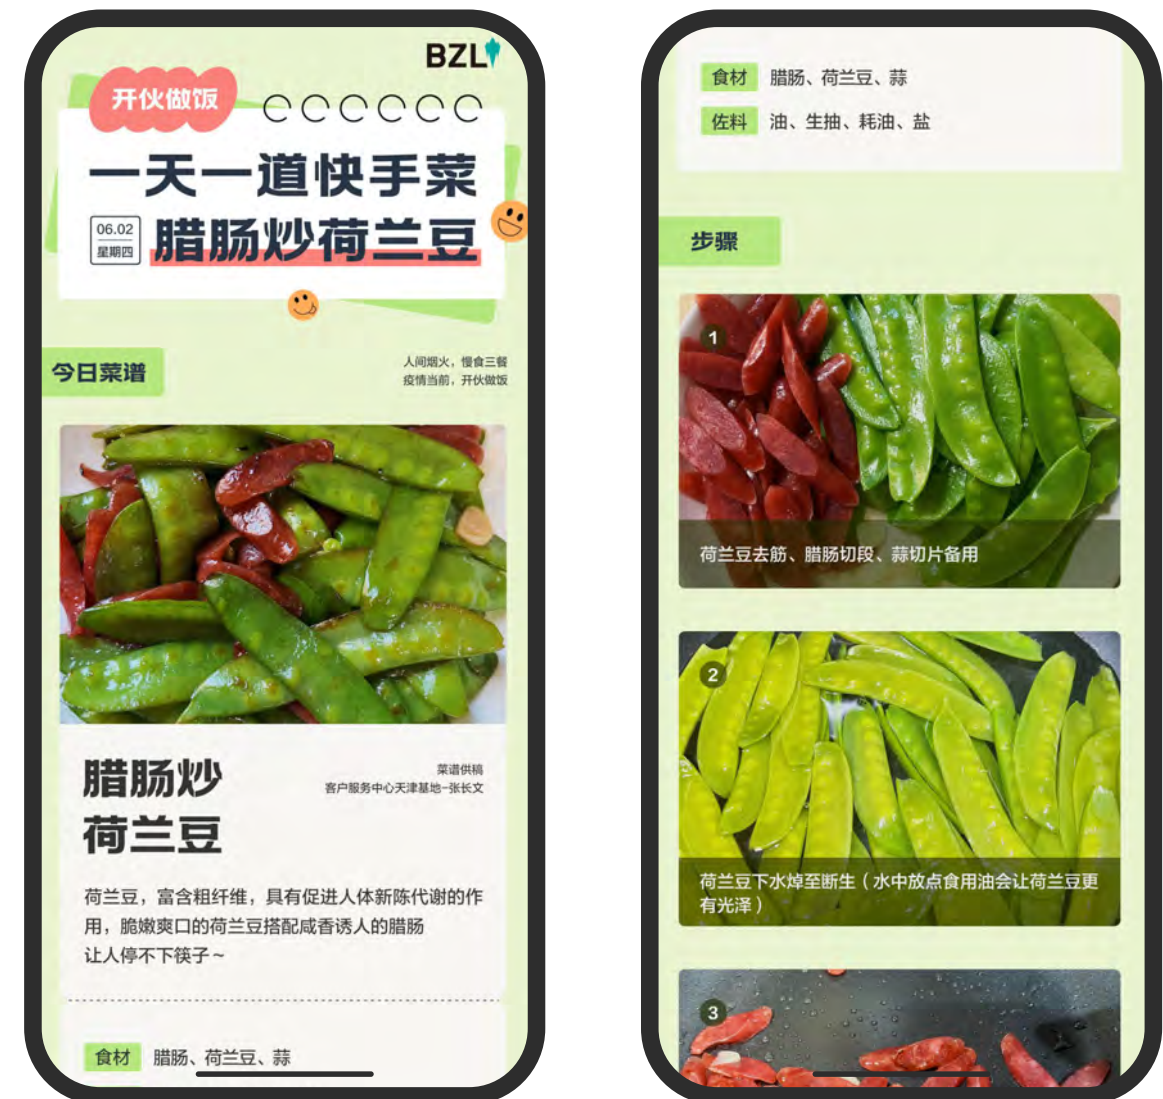 BZL
开伙做饭
一天一道快手菜
06.02
星期四
腊肠炒荷兰豆
今日菜谱
人间烟火，慢食三餐
疫情当前，开伙做饭
腊肠炒
荷兰豆
菜谱供稿
客户服务中心天津基地-张长文
荷兰豆，富含粗纤维，具有促进人体新陈代谢的作
用，脆嫩爽口的荷兰豆搭配咸香诱人的腊肠
让人停不下筷子~
食材 腊肠、荷兰豆、蒜
食材 腊肠、荷兰豆、蒜
佐料 油、生抽、耗油、盐
步骤
1
荷兰豆去筋、腊肠切段、蒜切片备用
2
荷兰豆下水焯至断生（水中放点食用油会让荷兰豆更
有光泽）
3